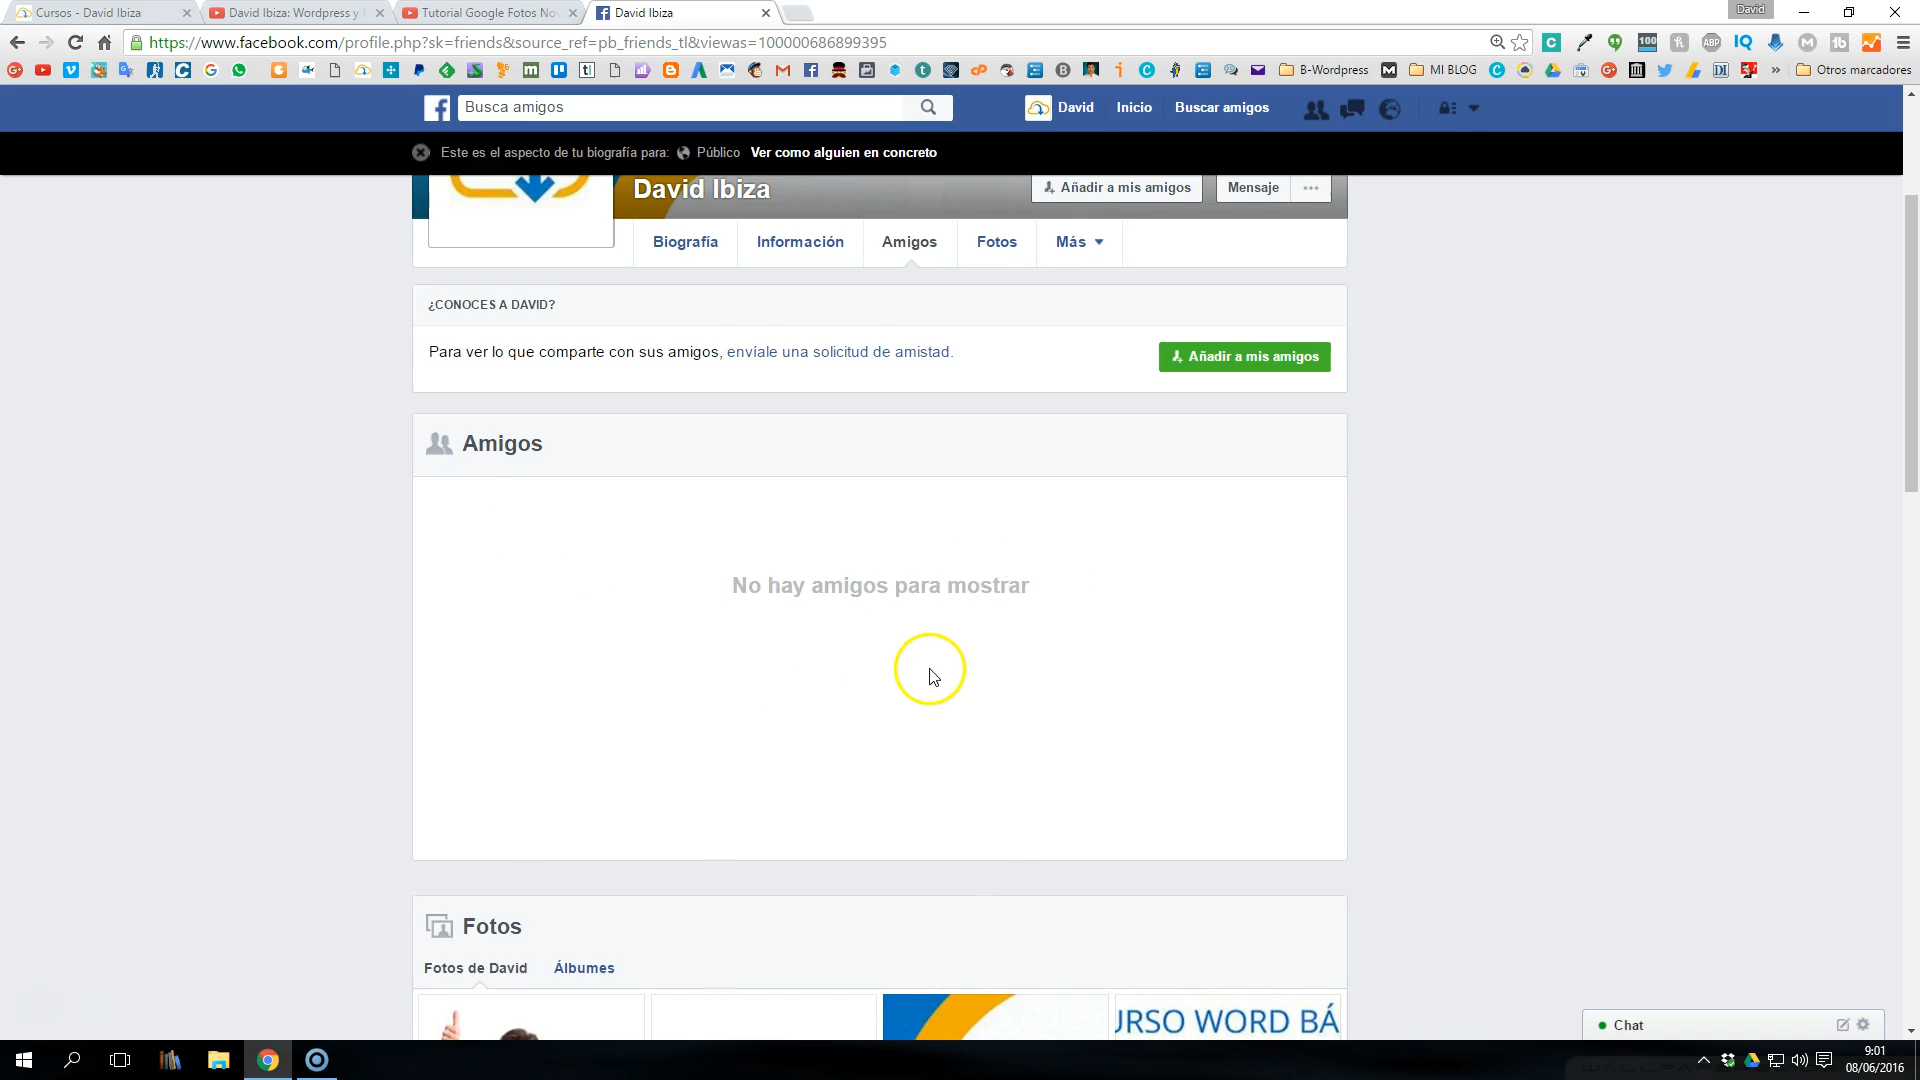 Cursos - David Ibiza
David Ibiza: Wordpress y
Tutorial Google Fotos No
David Ibiza
David
https://www.facebook.com/profile.php?sk=friends&source_ref=pb_friends_tl&viewas=100000686899395
B-Wordpress
MI BLOG
Otros marcadores
Busca amigos
David
Inicio
Buscar amigos
Este es el aspecto de tu biografía para:
Público
Ver como alguien en concreto
David Ibiza
Añadir a mis amigos
Mensaje
Biografía
Información
Amigos
Fotos
Más
¿CONOCES A DAVID?
Para ver lo que comparte con sus amigos, envíale una solicitud de amistad.
Añadir a mis amigos
Amigos
No hay amigos para mostrar
Fotos
Fotos de David
Álbumes
URSO WORD BÁ
Chat
9:01
08/06/2016